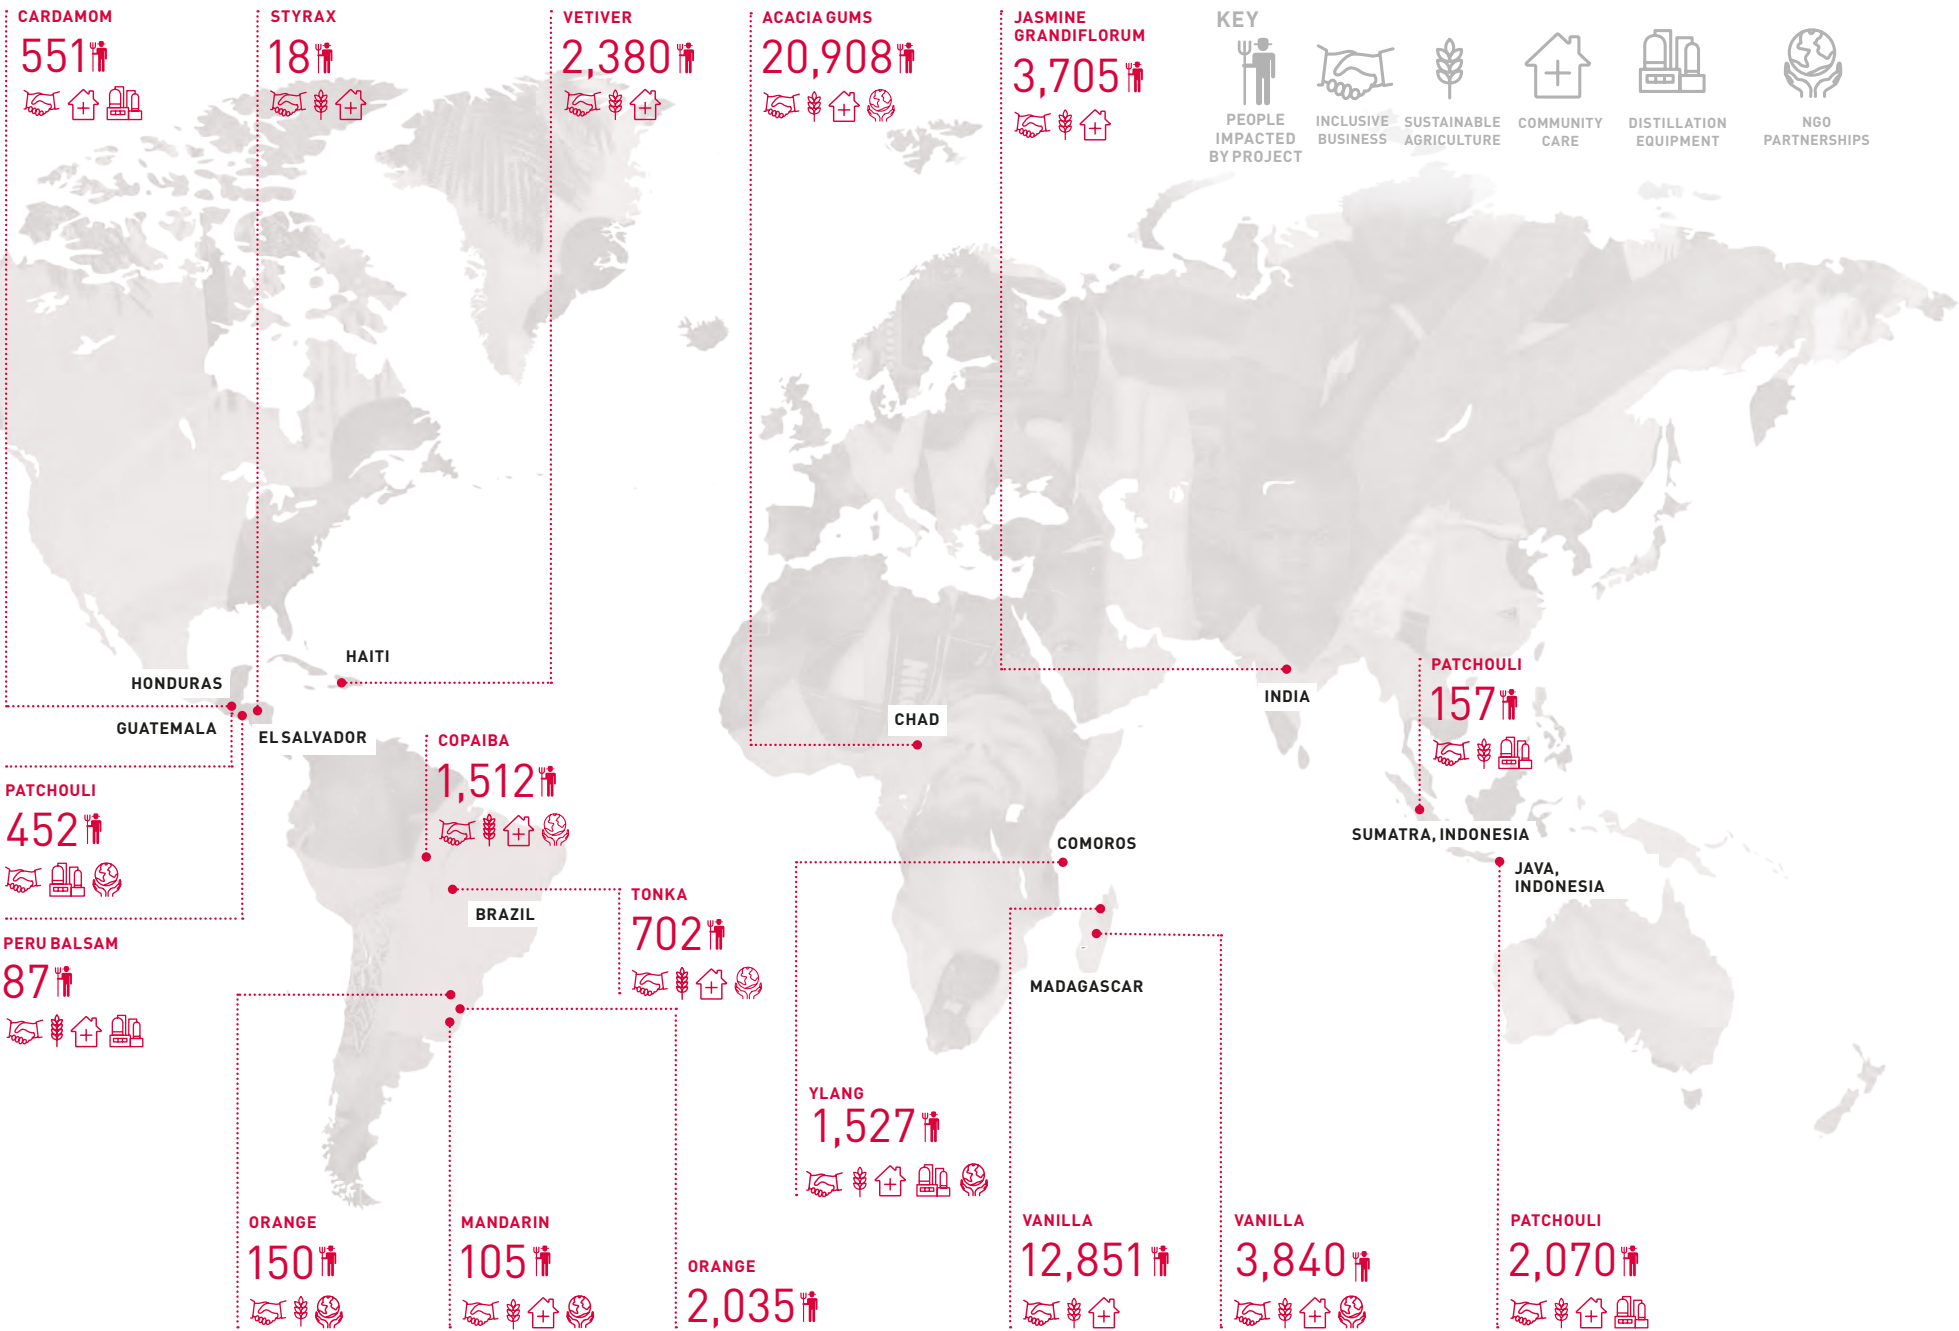 CARDAMOM
551
STYRAX
18
VETIVER
2,380
ACACIA GUMS
20,908
JASMINE
GRANDIFLORUM
3,705
KEY
PEOPLE
IMPACTED
BY PROJECT
INCLUSIVE
BUSINESS
SUSTAINABLE
AGRICULTURE
COMMUNITY
CARE
DISTILLATION
EQUIPMENT
NGO
PARTNERSHIPS
HAITI
HONDURAS
GUATEMALA
EL SALVADOR
CHAD
INDIA
PATCHOULI
157
COPAIBA
1,512
PATCHOULI
452
SUMATRA, INDONESIA
COMOROS
JAVA,
INDONESIA
TONKA
702
BRAZIL
PERU BALSAM
87
MADAGASCAR
YLANG
1,527
ORANGE
150
MANDARIN
105
ORANGE
2,035
VANILLA
12,851
VANILLA
3,840
PATCHOULI
2,070